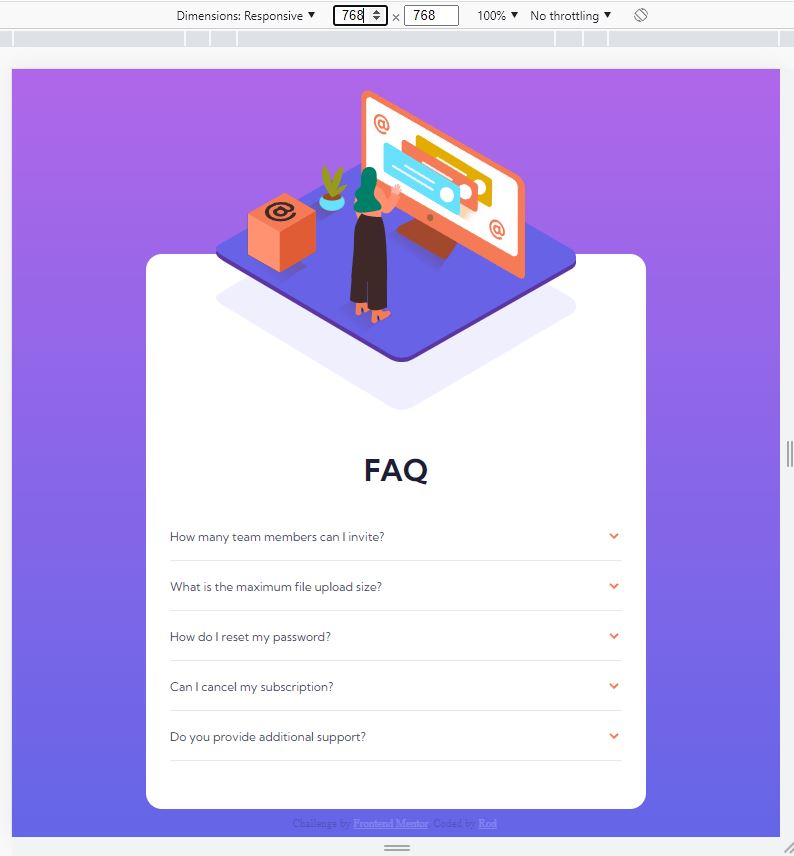 Dimensions: Responsive ▼ 768 × 768 100% ▼ No throttling ▼
@
@
@
FAQ
How many team members can I invite?
What is the maximum file upload size?
How do I reset my password?
Can I cancel my subscription?
Do you provide additional support?
Challenge by Frontend Mentor. Coded by Rod